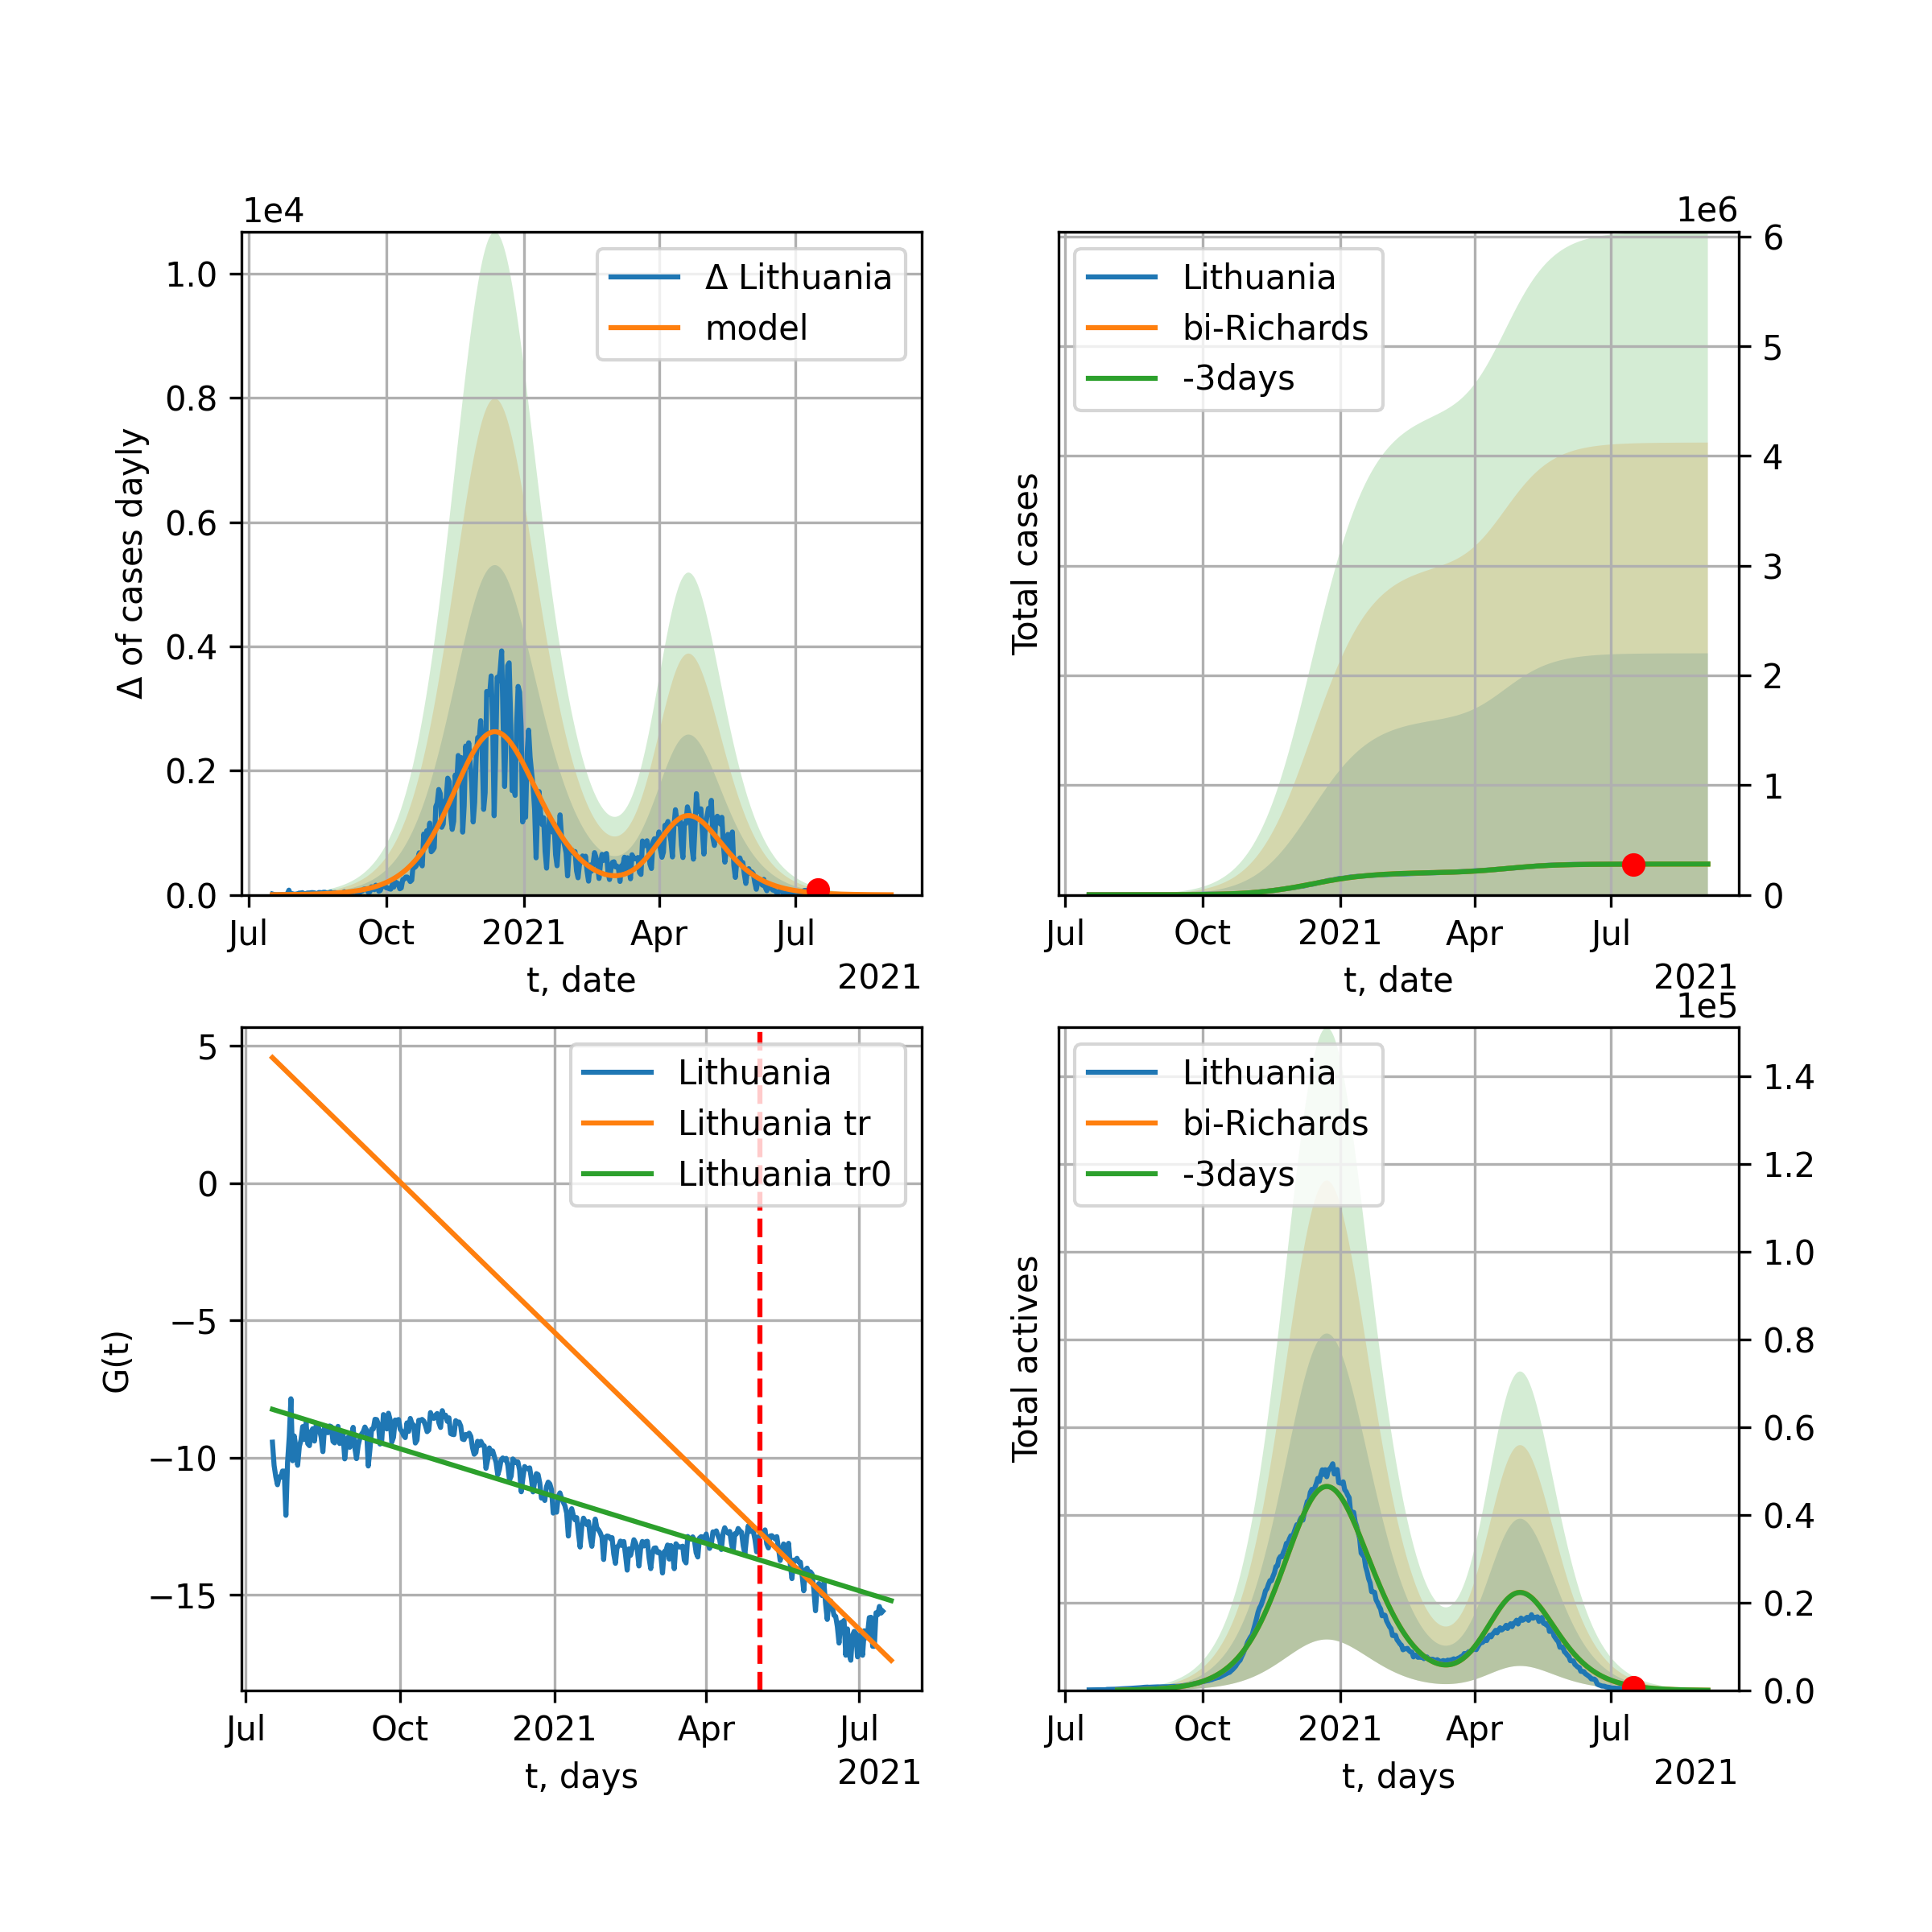 1e4
1.0
0.8
0.6
0.4
0.2
0.0
Δ of cases dayly
Δ Lithuania
model
Jul
Oct
2021
Apr
Jul
t, date
2021
1e6
6
5
4
3
2
1
0
Total cases
Lithuania
bi-Richards
-3days
Jul
Oct
2021
Apr
Jul
t, date
2021
5
0
−5
−10
−15
G(t)
Lithuania
Lithuania tr
Lithuania tr0
Jul
Oct
2021
Apr
Jul
t, days
2021
1e5
1.4
1.2
1.0
0.8
0.6
0.4
0.2
0.0
Total actives
Lithuania
bi-Richards
-3days
Jul
Oct
2021
Apr
Jul
t, days
2021